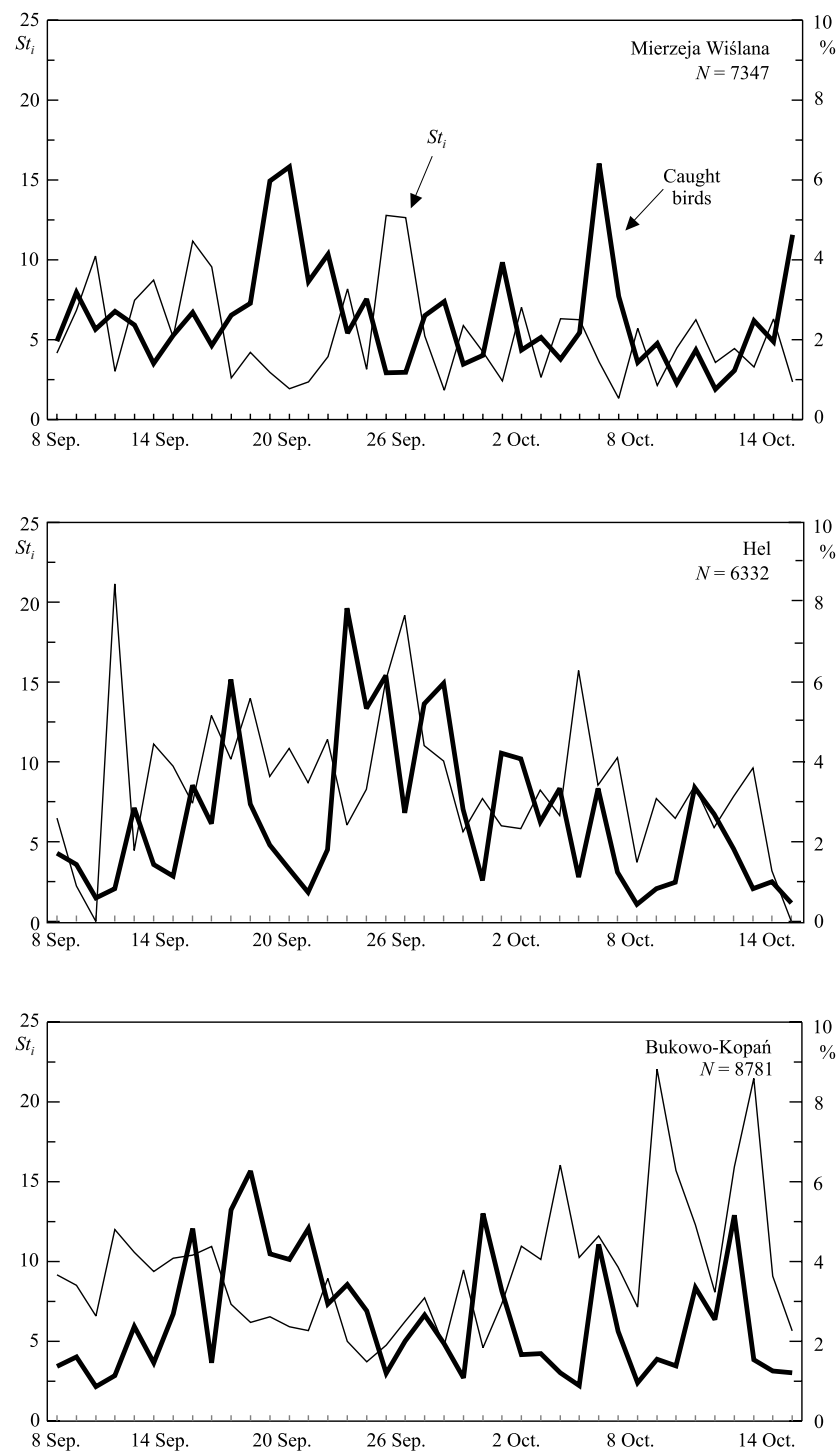 25
St_i
20
15
10
5
0
10
%
8
6
4
2
0
Mierzeja Wiślana
N = 7347
St_i
Caught
birds
8 Sep. 14 Sep. 20 Sep. 26 Sep. 2 Oct. 8 Oct. 14 Oct.
25
St_i
20
15
10
5
0
10
%
8
6
4
2
0
Hel
N = 6332
8 Sep. 14 Sep. 20 Sep. 26 Sep. 2 Oct. 8 Oct. 14 Oct.
25
St_i
20
15
10
5
0
10
%
8
6
4
2
0
Bukowo-Kopań
N = 8781
8 Sep. 14 Sep. 20 Sep. 26 Sep. 2 Oct. 8 Oct. 14 Oct.